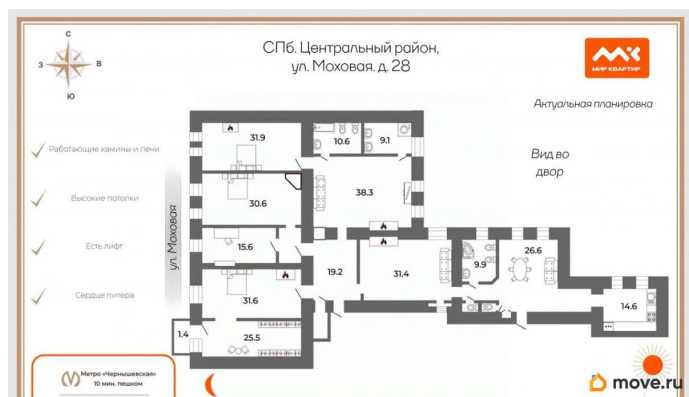 СПб. Центральный район,
ул. Моховая. д. 28
МИР КВАРТИР
С
З
В
Ю
Актуальная планировка
Вид во
двор
Работающие камины и печи
Высокие потолки
Есть лифт
Сердце питера
ул. Моховая
31.9
10.6
9.1
30.6
38.3
15.6
19.2
31.4
9.9
26.6
31.6
14.6
1.4
25.5
Метро «Чернышевская»
10 мин. пешком
move.ru